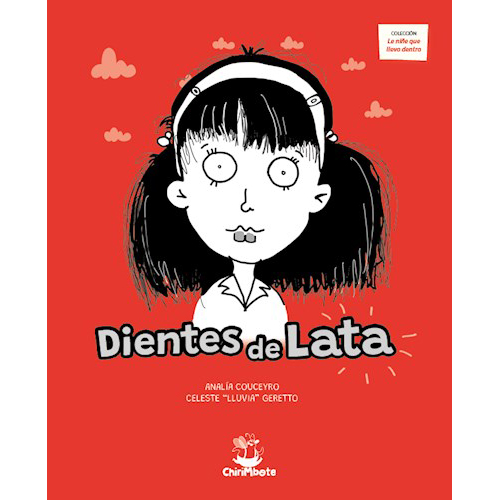 COLECCIÓN
La niña que
llevo dentro
Dientes de Lata
ANALÍA COUCEYRO
CELESTE "LLUVIA" GERETTO
ChiriMbote